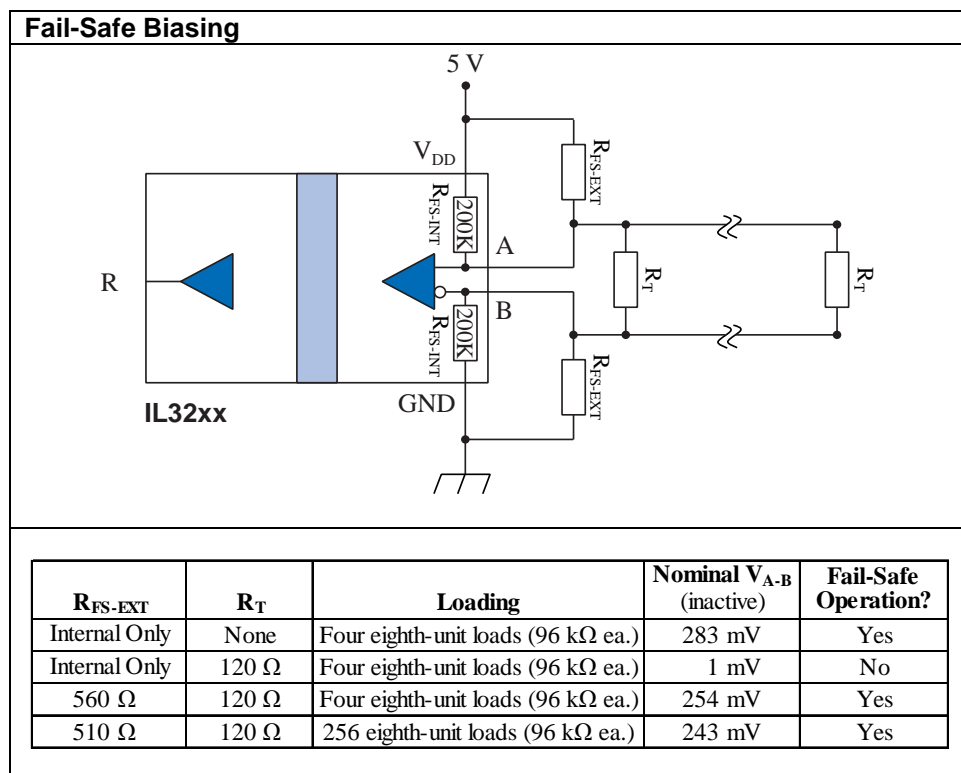 Fail-Safe Biasing
5 V
V_DD
R_FS-EXT
R_FS-INT
200K
A
R
R_T
R_T
B
R_FS-INT
200K
R_FS-EXT
GND
IL32xx
R_FS-EXT R_T Loading Nominal V_A-B (inactive) Fail-Safe Operation?
Internal Only None Four eighth-unit loads (96 kΩ ea.) 283 mV Yes
Internal Only 120 Ω Four eighth-unit loads (96 kΩ ea.) 1 mV No
560 Ω 120 Ω Four eighth-unit loads (96 kΩ ea.) 254 mV Yes
510 Ω 120 Ω 256 eighth-unit loads (96 kΩ ea.) 243 mV Yes